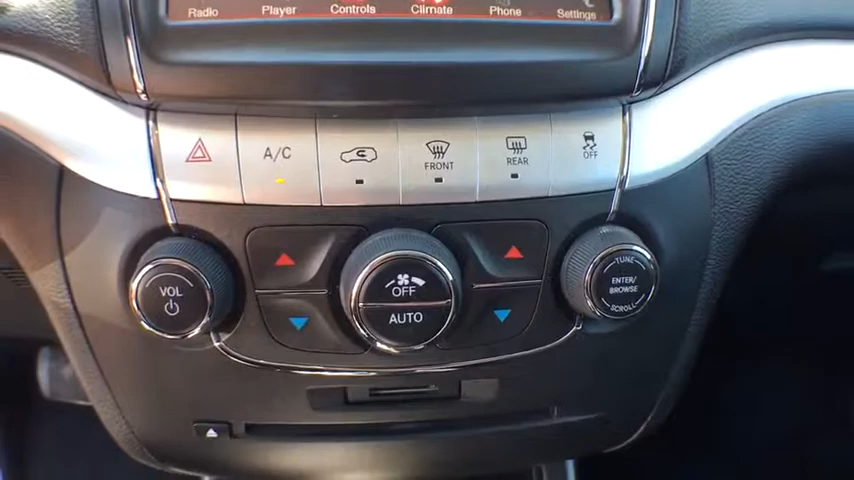 Radio Player Controls Climate Phone Settings
A/C FRONT REAR OFF
VOL
OFF
AUTO
TUNE
ENTER/
BROWSE
SCROLL